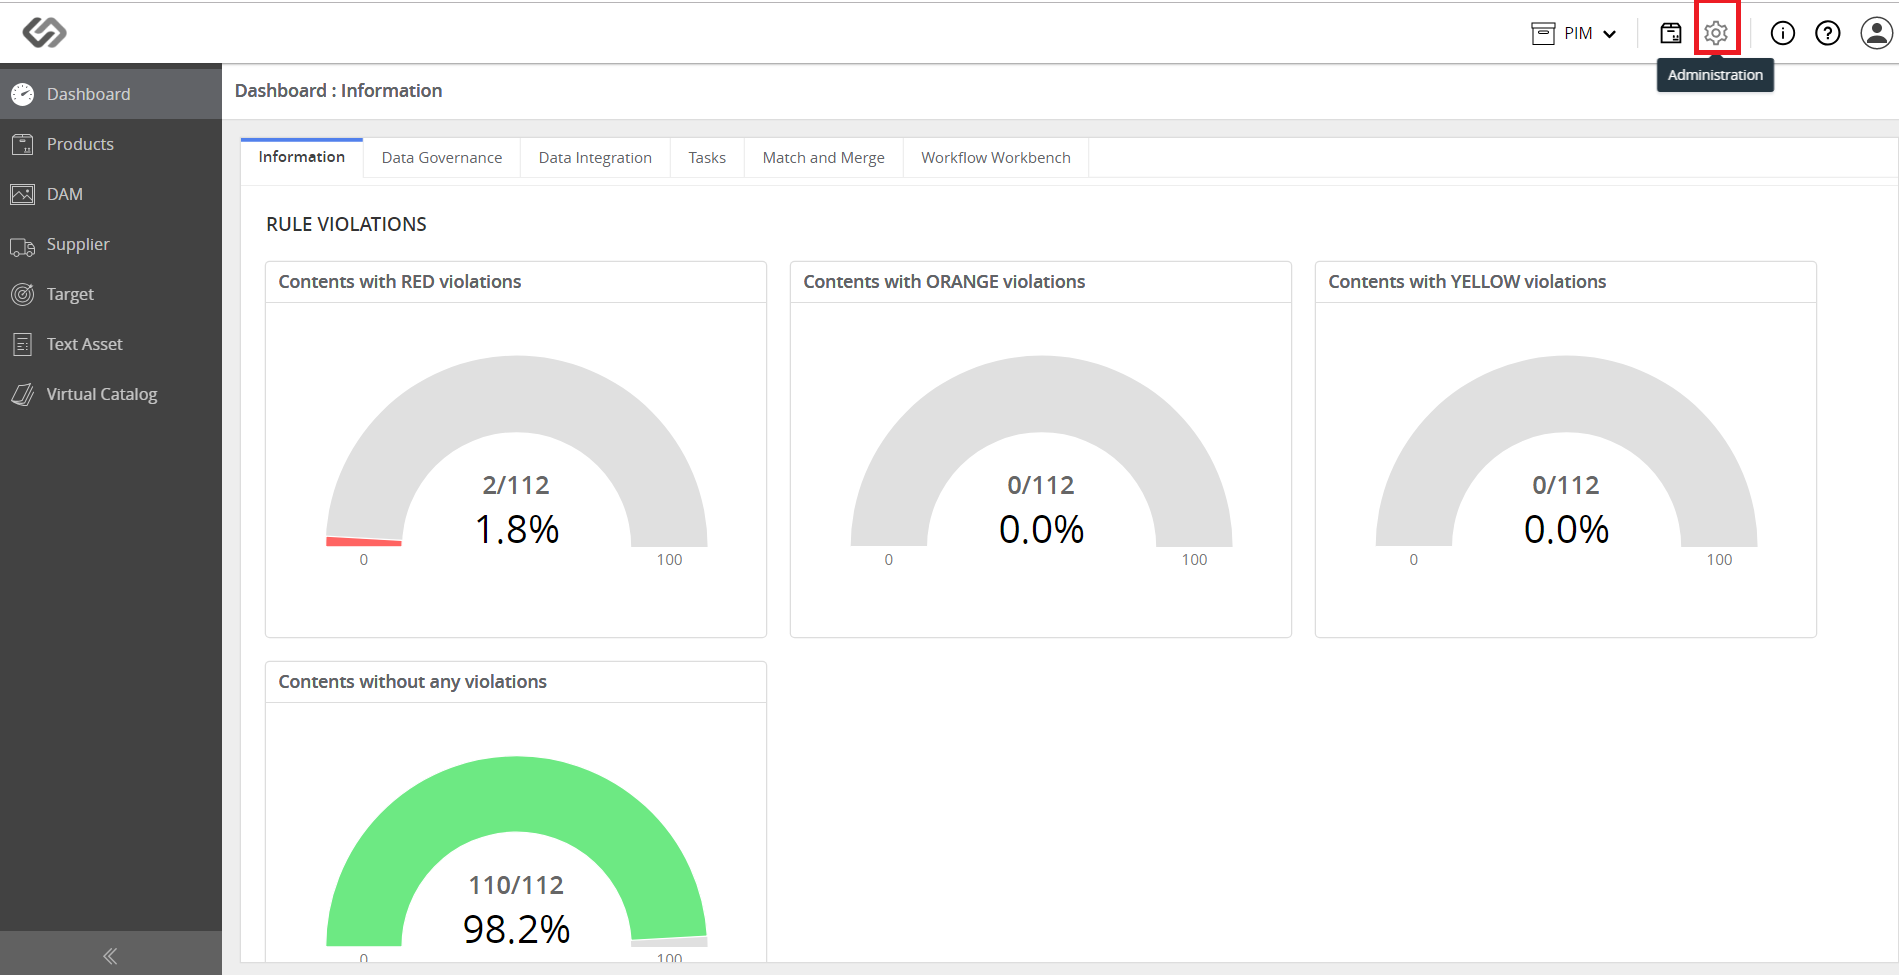 PIM
Administration
Dashboard
Products
DAM
Supplier
Target
Text Asset
Virtual Catalog
Dashboard : Information
Information
Data Governance
Data Integration
Tasks
Match and Merge
Workflow Workbench
RULE VIOLATIONS
Contents with RED violations
2/112
1.8%
0
100
Contents with ORANGE violations
0/112
0.0%
0
100
Contents with YELLOW violations
0/112
0.0%
0
100
Contents without any violations
110/112
98.2%
0
100